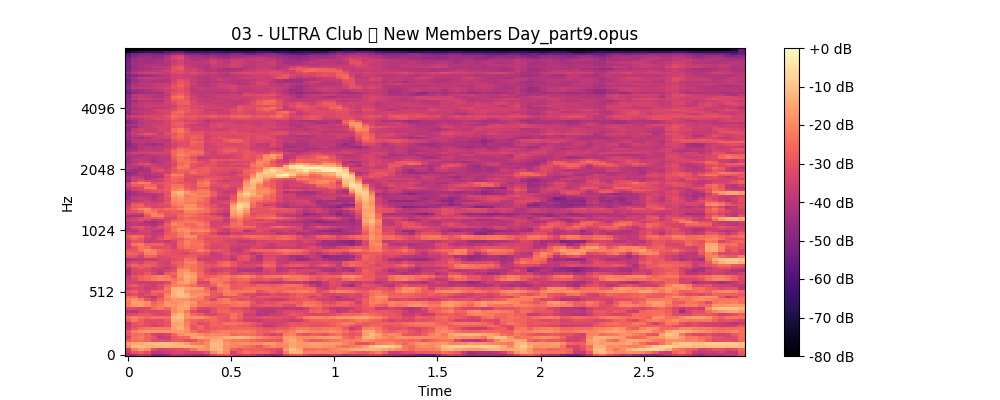 03 - ULTRA Club ▯ New Members Day_part9.opus
+0 dB
-10 dB
-20 dB
-30 dB
-40 dB
-50 dB
-60 dB
-70 dB
-80 dB
4096
2048
1024
512
0
Hz
0
0.5
1
1.5
2
2.5
Time